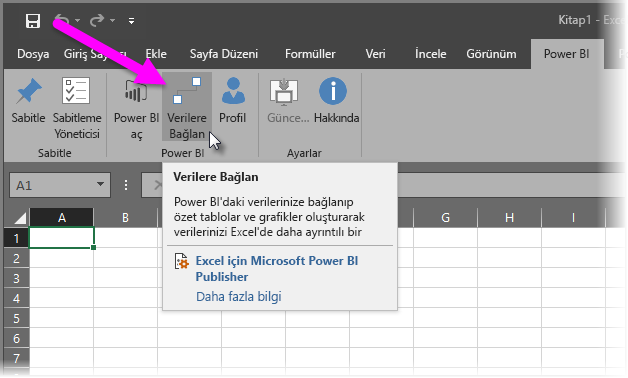 Kitap1 - Exce
Dosya Giriş Sayfası Ekle Sayfa Düzeni Formüller Veri İncele Görünüm Power BI
Sabitle Sabitleme Yöneticisi Power BI aç Verilere Bağlan Profil Günce... Hakkında
Sabitle Power BI Ayarlar
A1
Verilere Bağlan
Power BI'daki verilerinize bağlanıp
özet tablolar ve grafikler oluşturarak
verilerinizi Excel'de daha ayrıntılı bir
Excel için Microsoft Power BI
Publisher
Daha fazla bilgi
A B G H I
1
2
3
4
5
6
7